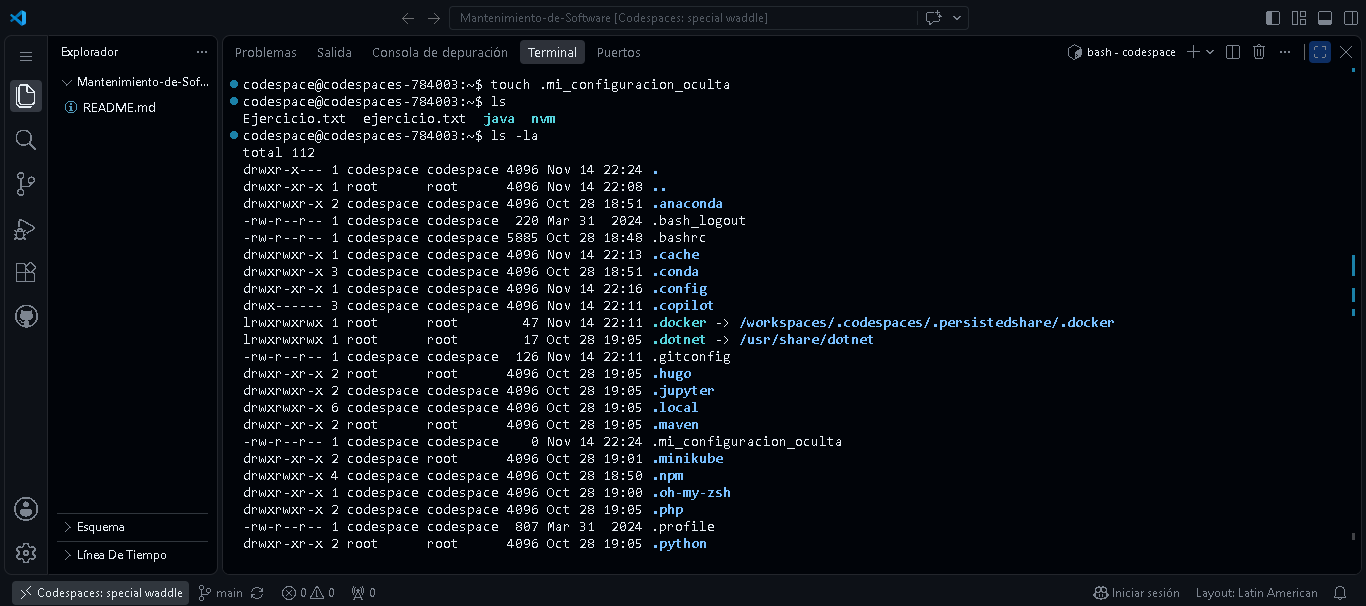 Mantenimiento-de-Software [Codespaces: special waddle]
Explorador
Mantenimiento-de-Sof...
README.md
Esquema
Línea De Tiempo
Problemas Salida Consola de depuración Terminal Puertos
bash - codespace
codespace@codespaces-784003:~$ touch .mi_configuracion_oculta
codespace@codespaces-784003:~$ ls
Ejercicio.txt ejercicio.txt java nvm
codespace@codespaces-784003:~$ ls -la
total 112
drwxr-x--- 1 codespace codespace 4096 Nov 14 22:24 .
drwxr-xr-x 1 root root 4096 Nov 14 22:08 ..
drwxrwxr-x 2 codespace codespace 4096 Oct 28 18:51 .anaconda
-rw-r--r-- 1 codespace codespace 220 Mar 31 2024 .bash_logout
-rw-r--r-- 1 codespace codespace 5885 Oct 28 18:48 .bashrc
drwxrwxr-x 1 codespace codespace 4096 Nov 14 22:13 .cache
drwxrwxr-x 3 codespace codespace 4096 Oct 28 18:51 .conda
drwxr-xr-x 1 codespace codespace 4096 Nov 14 22:16 .config
drwx------ 3 codespace codespace 4096 Nov 14 22:11 .copilot
lrwxrwxrwx 1 root root 47 Nov 14 22:11 .docker -> /workspaces/.codespaces/.persistedshare/.docker
lrwxrwxrwx 1 root root 17 Oct 28 19:05 .dotnet -> /usr/share/dotnet
-rw-r--r-- 1 codespace codespace 126 Nov 14 22:11 .gitconfig
drwxr-xr-x 2 root root 4096 Oct 28 19:05 .hugo
drwxrwxr-x 2 codespace codespace 4096 Oct 28 19:05 .jupyter
drwxrwxr-x 6 codespace codespace 4096 Oct 28 19:05 .local
drwxr-xr-x 2 root root 4096 Oct 28 19:05 .maven
-rw-r--r-- 1 codespace codespace 0 Nov 14 22:24 .mi_configuracion_oculta
drwxr-xr-x 2 codespace root 4096 Oct 28 19:01 .minikube
drwxrwxr-x 4 codespace codespace 4096 Oct 28 18:50 .npm
drwxr-xr-x 1 codespace codespace 4096 Oct 28 19:00 .oh-my-zsh
drwxrwxr-x 2 codespace codespace 4096 Oct 28 19:05 .php
-rw-r--r-- 1 codespace codespace 807 Mar 31 2024 .profile
drwxr-xr-x 2 root root 4096 Oct 28 19:05 .python
Codespaces: special waddle main 0 0 0 Iniciar sesión Layout: Latin American